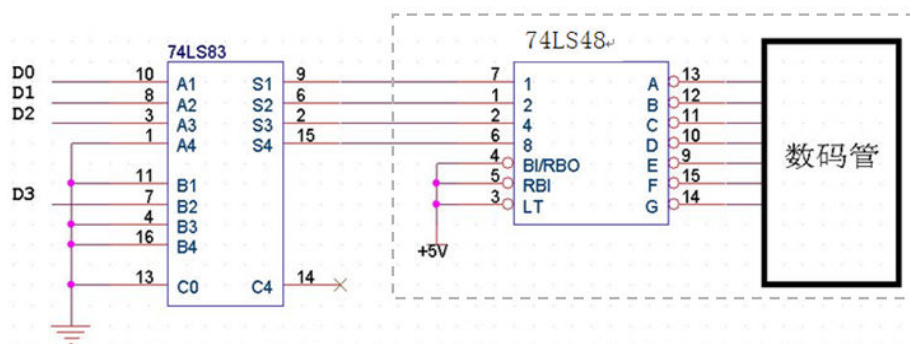 74LS83
74LS48
D0 10 A1 S1 9 7 1 A 13
D1 8 A2 S2 6 1 2 B 12
D2 3 A3 S3 2 2 4 C 11
1 A4 S4 15 6 8 D 10
4 BI/RBO E 9
11 B1 5 RBI F 15
D3 7 B2 3 LT G 14
4 B3
16 B4
+5V
13 C0 C4 14
数码管